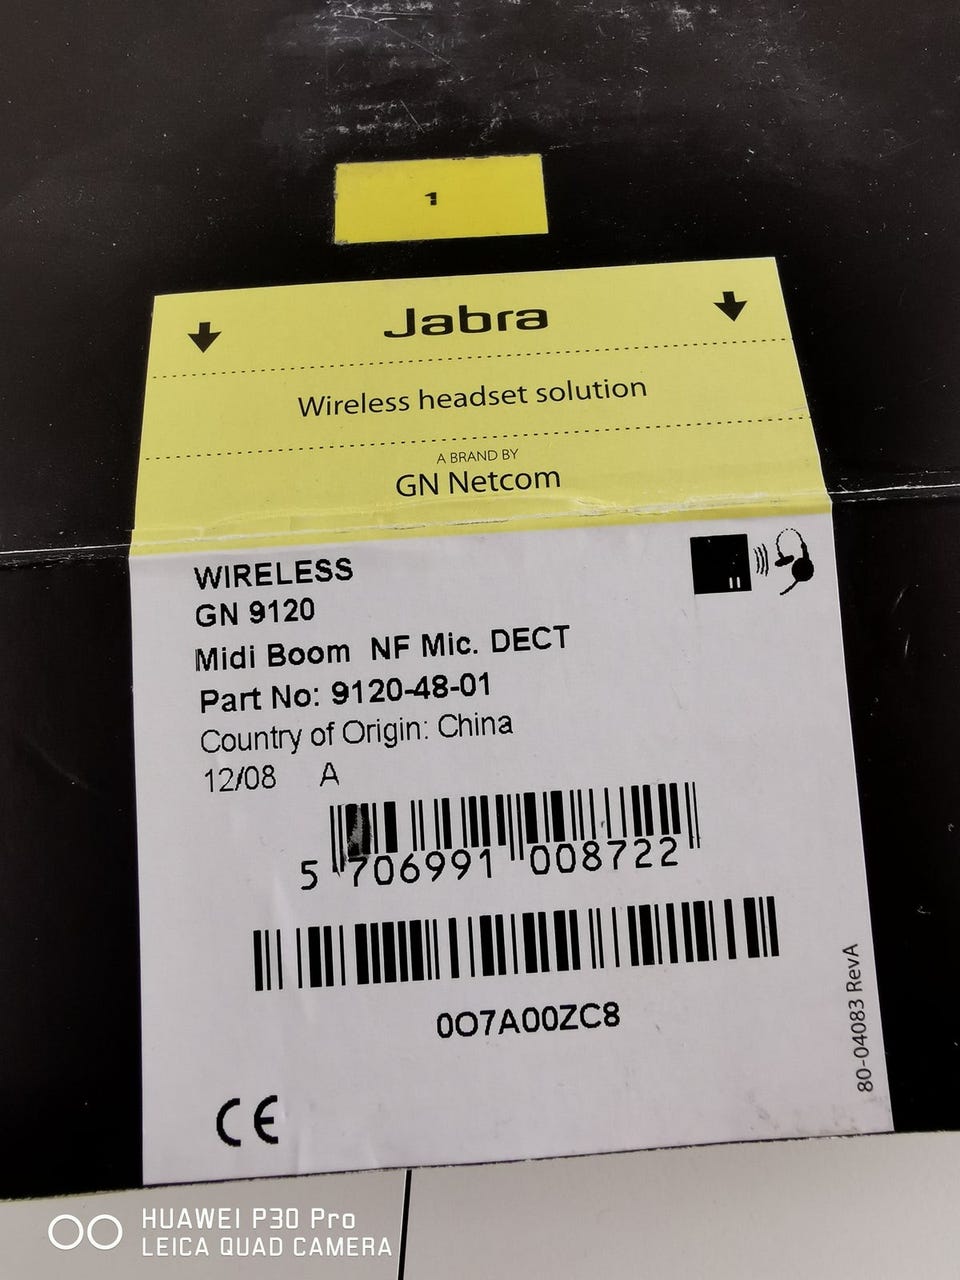 1
Jabra
Wireless headset solution
A BRAND BY
GN Netcom
WIRELESS
GN 9120
Midi Boom NF Mic. DECT
Part No: 9120-48-01
Country of Origin: China
12/08 A
5 706991 008722
0O7A00ZC8
80-04083 RevA
CE
HUAWEI P30 Pro
LEICA QUAD CAMERA